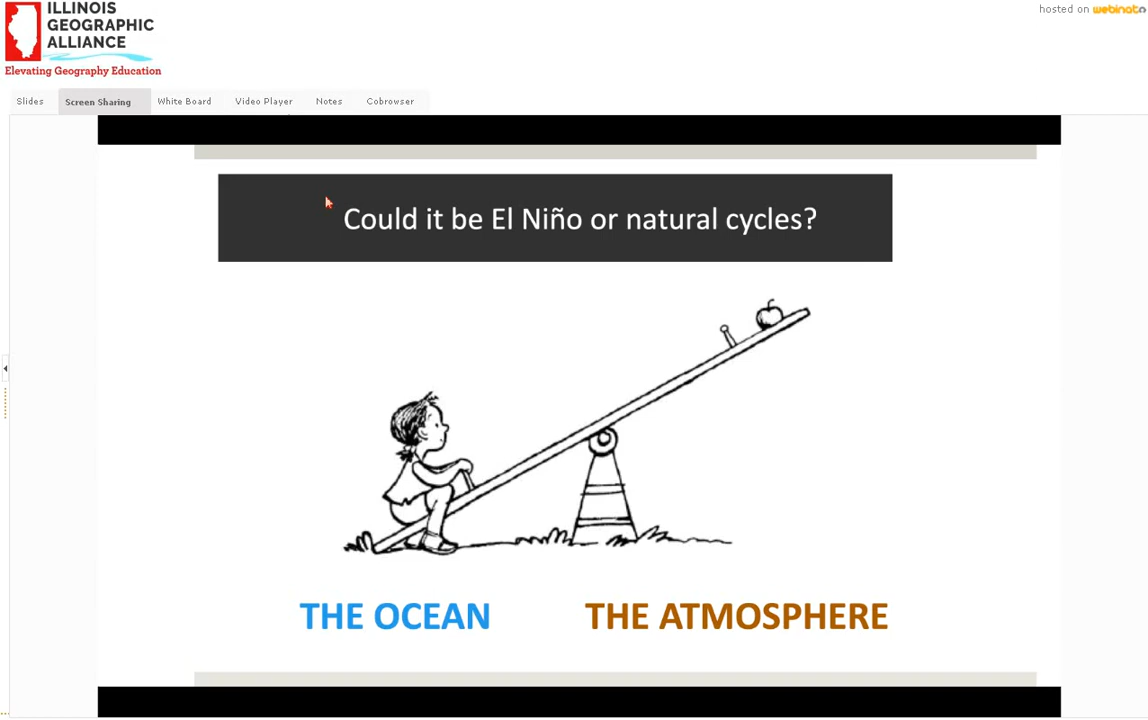 ILLINOIS
GEOGRAPHIC
ALLIANCE
Elevating Geography Education
hosted on webinato
Slides Screen Sharing White Board Video Player Notes Cobrowser
Could it be El Niño or natural cycles?
THE OCEAN THE ATMOSPHERE